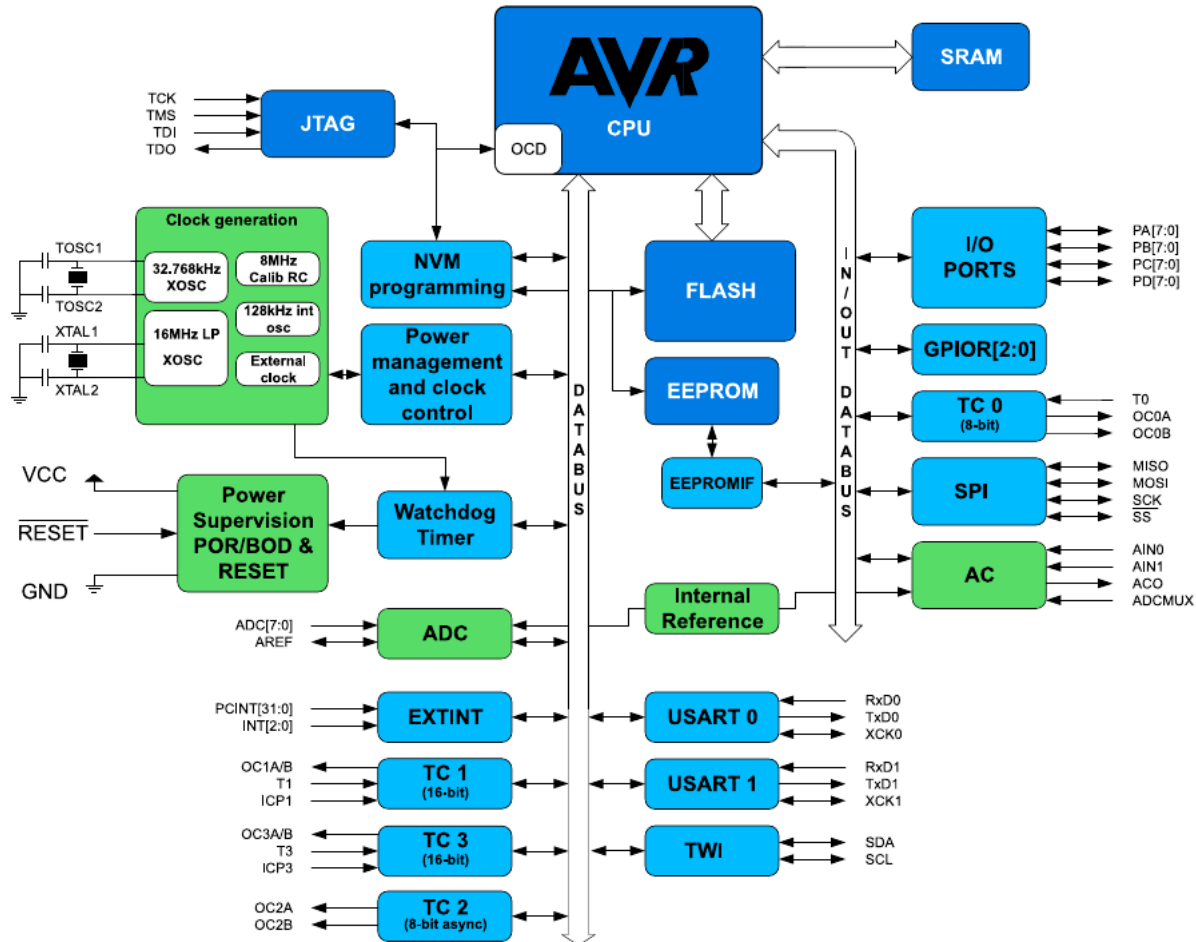 AVR
CPU
OCD
SRAM
TCK
TMS
TDI
TDO
JTAG
Clock generation
TOSC1
TOSC2
XTAL1
XTAL2
32.768kHz
XOSC
8MHz
Calib RC
128kHz int
osc
16MHz LP
XOSC
External
clock
NVM
programming
Power
management
and clock
control
FLASH
EEPROM
EEPROMIF
DATABUS
IN/OUT DATABUS
I/O
PORTS
PA[7:0]
PB[7:0]
PC[7:0]
PD[7:0]
GPIOR[2:0]
TC 0
(8-bit)
T0
OC0A
OC0B
SPI
MISO
MOSI
SCK
SS
AC
AIN0
AIN1
ACO
ADCMUX
VCC
RESET
GND
Power
Supervision
POR/BOD &
RESET
Watchdog
Timer
Internal
Reference
ADC[7:0]
AREF
ADC
PCINT[31:0]
INT[2:0]
EXTINT
USART 0
RxD0
TxD0
XCK0
OC1A/B
T1
ICP1
TC 1
(16-bit)
USART 1
RxD1
TxD1
XCK1
OC3A/B
T3
ICP3
TC 3
(16-bit)
TWI
SDA
SCL
OC2A
OC2B
TC 2
(8-bit async)